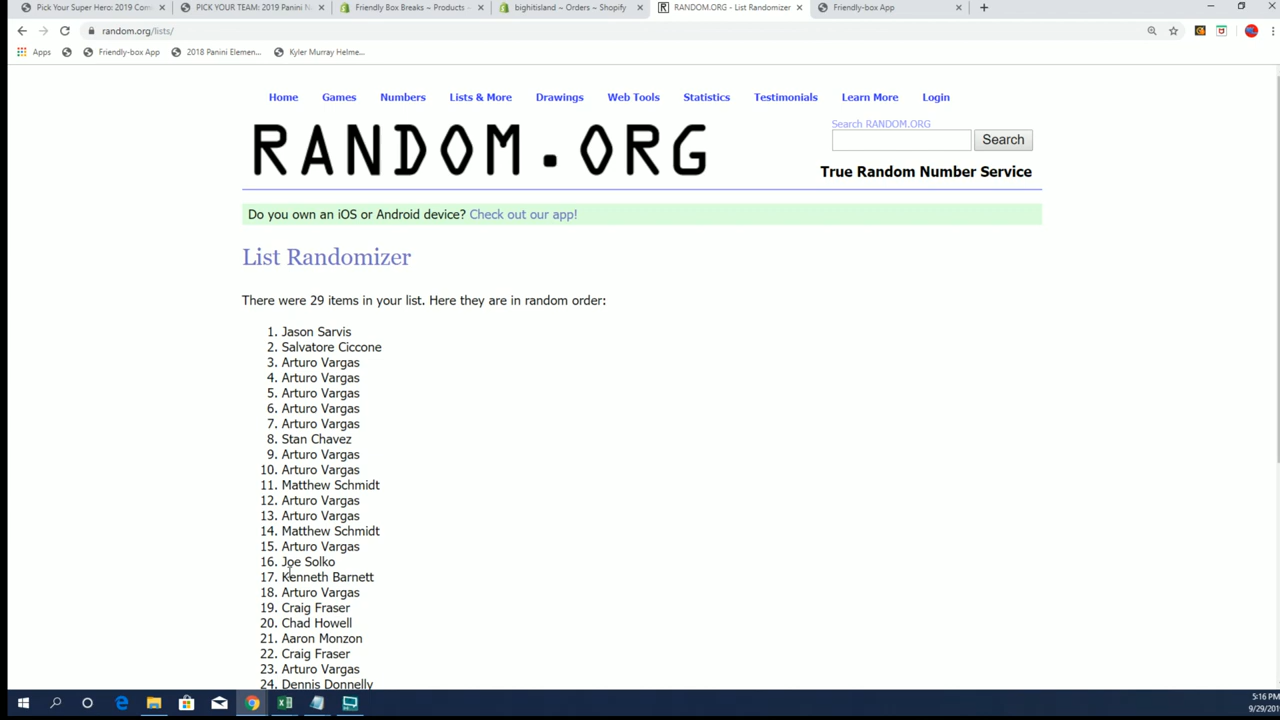 Pick Your Super Hero: 2019 Com
PICK YOUR TEAM: 2019 Panini N
Friendly Box Breaks ~ Products -
bighitisland ~ Orders ~ Shopify
RANDOM.ORG - List Randomizer
Friendly-box App
random.org/lists/
Apps
Friendly-box App
2018 Panini Elemen...
Kyler Murray Helme...
Home
Games
Numbers
Lists & More
Drawings
Web Tools
Statistics
Testimonials
Learn More
Login
RANDOM.ORG
Search RANDOM.ORG
Search
True Random Number Service
Do you own an iOS or Android device? Check out our app!
List Randomizer
There were 29 items in your list. Here they are in random order:
1. Jason Sarvis
2. Salvatore Ciccone
3. Arturo Vargas
4. Arturo Vargas
5. Arturo Vargas
6. Arturo Vargas
7. Arturo Vargas
8. Stan Chavez
9. Arturo Vargas
10. Arturo Vargas
11. Matthew Schmidt
12. Arturo Vargas
13. Arturo Vargas
14. Matthew Schmidt
15. Arturo Vargas
16. Joe Solko
17. Kenneth Barnett
18. Arturo Vargas
19. Craig Fraser
20. Chad Howell
21. Aaron Monzon
22. Craig Fraser
23. Arturo Vargas
24. Dennis Donnelly
5:16 PM
9/29/201